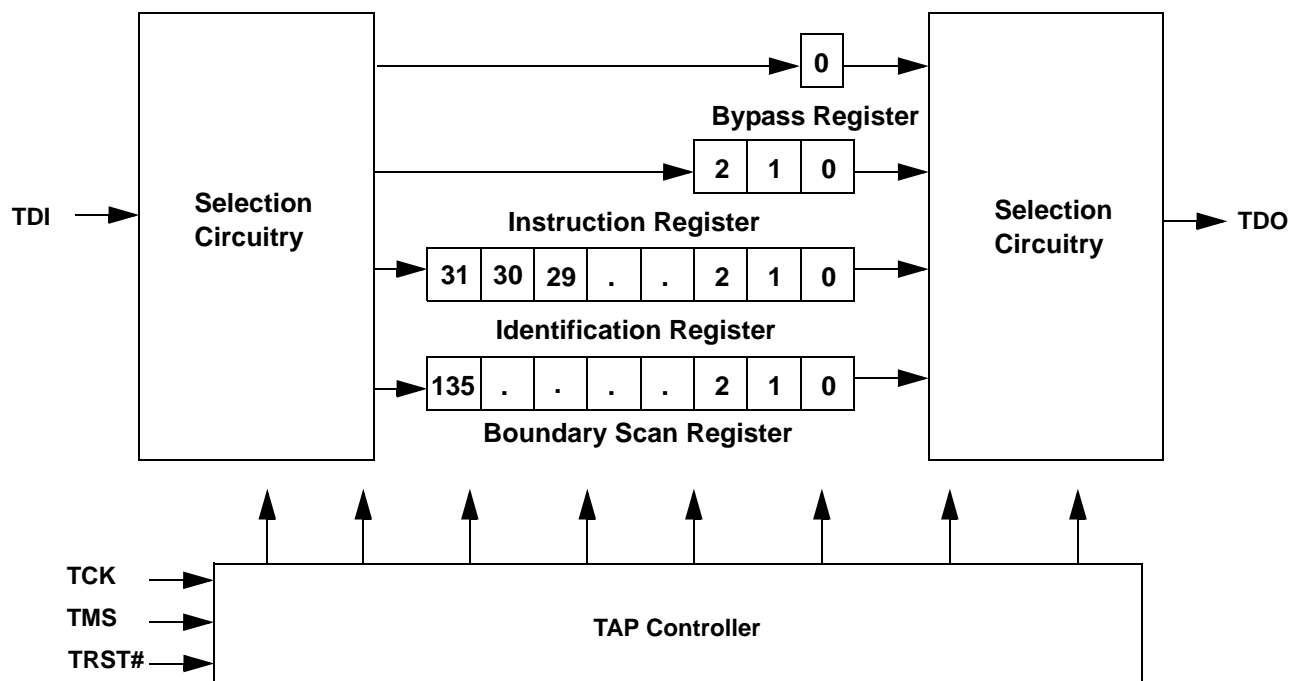 0
Bypass Register
2 1 0
Instruction Register
TDI
Selection
Circuitry
Selection
Circuitry
TDO
31 30 29 . . 2 1 0
Identification Register
135 . . . . 2 1 0
Boundary Scan Register
TCK
TMS
TRST#
TAP Controller